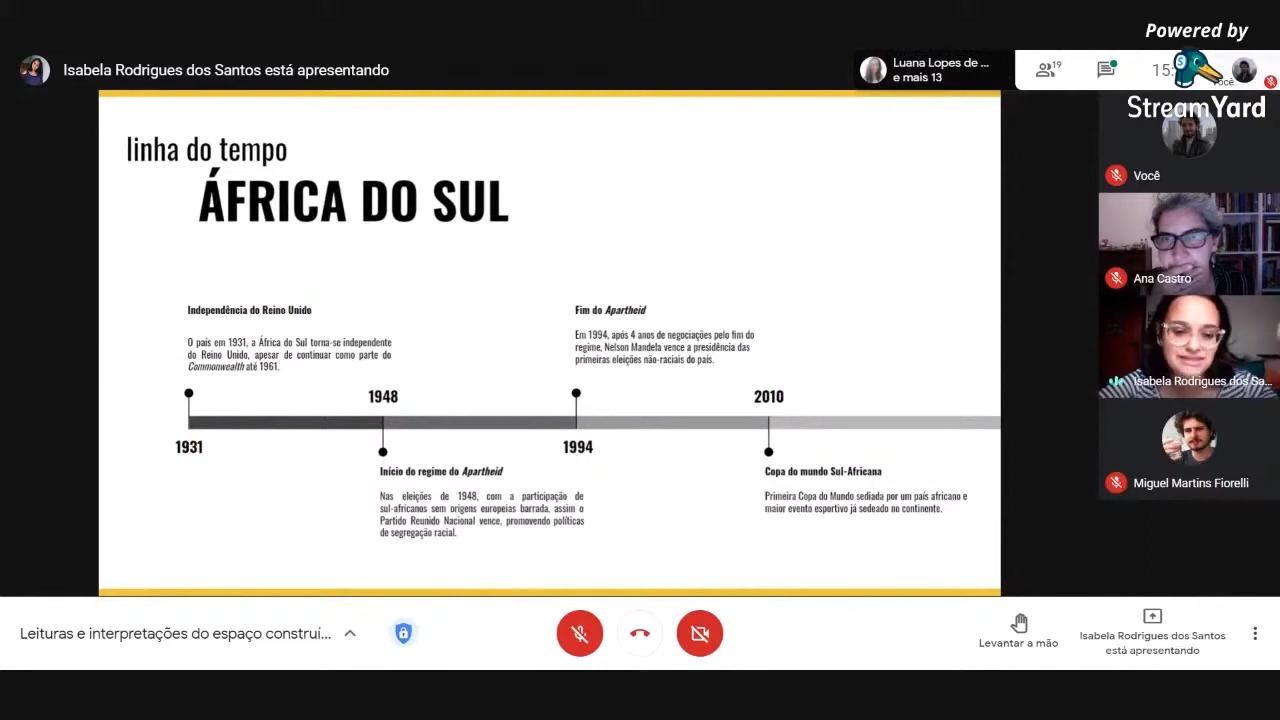 Powered by
Isabela Rodrigues dos Santos está apresentando
Luana Lopes de ...
e mais 13
19
15:
Você
StreamYard
linha do tempo
ÁFRICA DO SUL
Independência do Reino Unido
O país em 1931, a África do Sul torna-se independente
do Reino Unido, apesar de continuar como parte do
Commonwealth até 1961.
Fim do Apartheid
Em 1994, após 4 anos de negociações pelo fim do
regime, Nelson Mandela vence a presidência das
primeiras eleições não-raciais do país.
1948
2010
1931
1994
Início do regime do Apartheid
Nas eleições de 1948, com a participação de
sul-africanos sem origens europeias barrada, assim o
Partido Reunido Nacional vence, promovendo políticas
de segregação racial.
Copa do mundo Sul-Africana
Primeira Copa do Mundo sediada por um país africano e
maior evento esportivo já sedeado no continente.
Você
Ana Castro
Isabela Rodrigues dos Sa...
Miguel Martins Fiorelli
Leituras e interpretações do espaço construí...
Levantar a mão
Isabela Rodrigues dos Santos
está apresentando